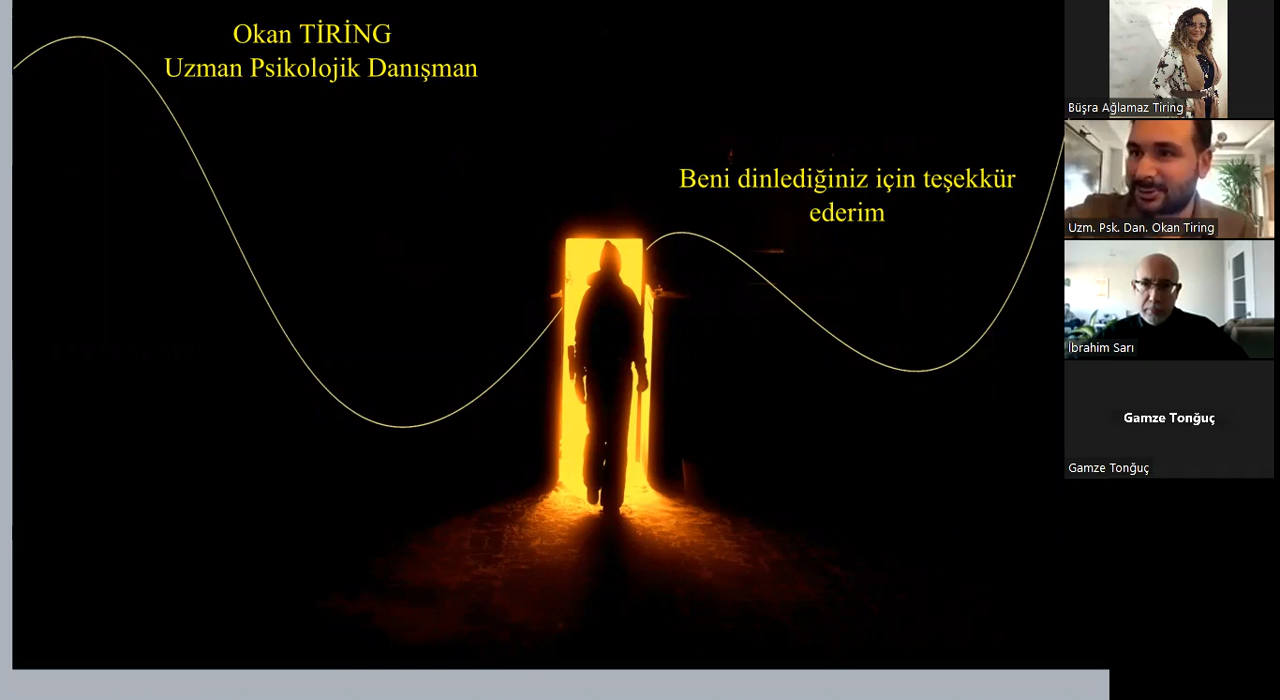 Okan TİRİNG
Uzman Psikolojik Danışman
Beni dinlediğiniz için teşekkür
ederim
Büşra Ağlamaz Tiring
Uzm. Psk. Dan. Okan Tiring
İbrahim Sarı
Gamze Tonğuç
Gamze Tonğuç